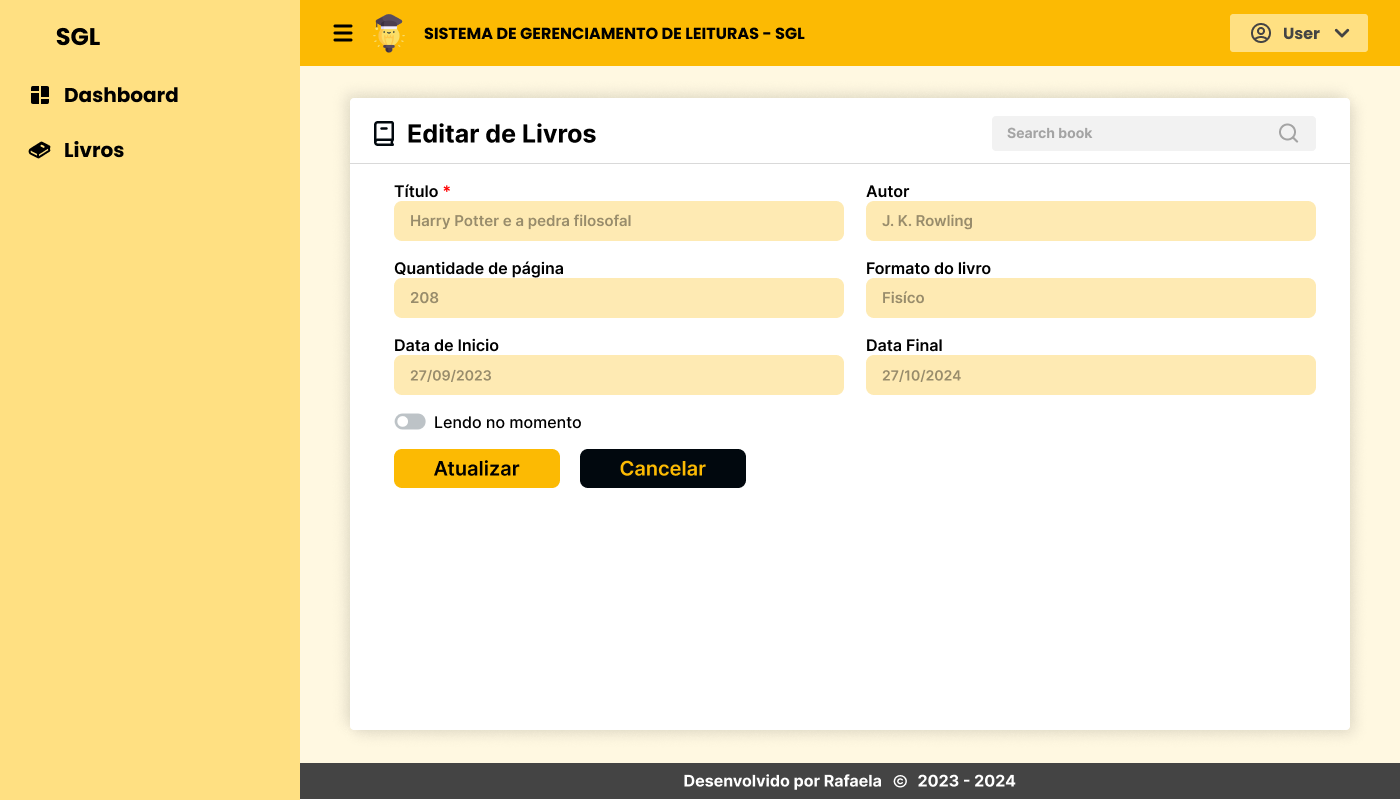 SGL
SISTEMA DE GERENCIAMENTO DE LEITURAS - SGL
User
Dashboard
Livros
Editar de Livros
Search book
Título *
Autor
Harry Potter e a pedra filosofal
J. K. Rowling
Quantidade de página
Formato do livro
208
Fisíco
Data de Inicio
Data Final
27/09/2023
27/10/2024
Lendo no momento
Atualizar
Cancelar
Desenvolvido por Rafaela © 2023 - 2024